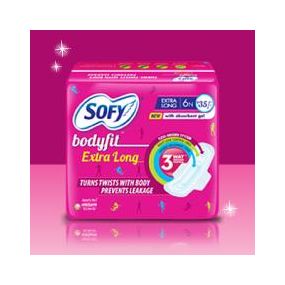 SOFY
bodyfit
Extra Long
TURNS TWISTS WITH BODY
PREVENTS LEAKAGE
EXTRA
LONG
6N
35/-
NEW with absorbent gel
3 WAY